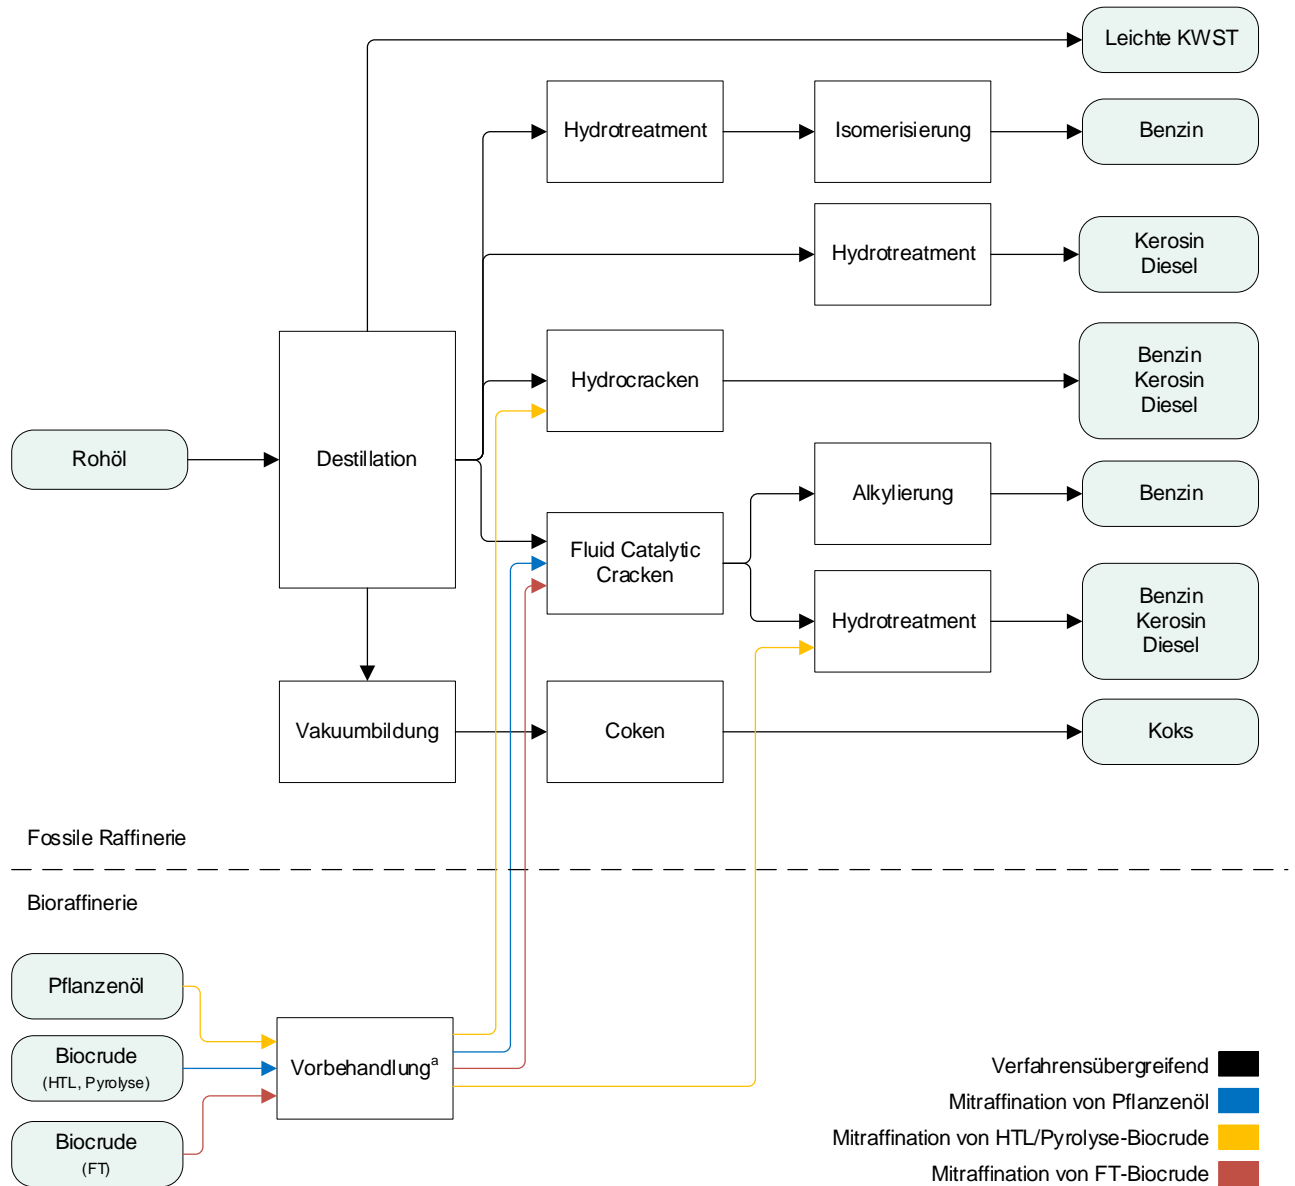 Leichte KWST
Hydrotreatment
Isomerisierung
Benzin
Hydrotreatment
Kerosin
Diesel
Hydrocracken
Benzin
Kerosin
Diesel
Rohöl
Destillation
Alkylierung
Benzin
Fluid Catalytic
Cracken
Hydrotreatment
Benzin
Kerosin
Diesel
Vakuumbildung
Coken
Koks
Fossile Raffinerie
Bioraffinerie
Pflanzenöl
Biocrude
(HTL, Pyrolyse)
Biocrude
(FT)
Vorbehandlungᵃ
Verfahrensübergreifend
Mitraffination von Pflanzenöl
Mitraffination von HTL/Pyrolyse-Biocrude
Mitraffination von FT-Biocrude